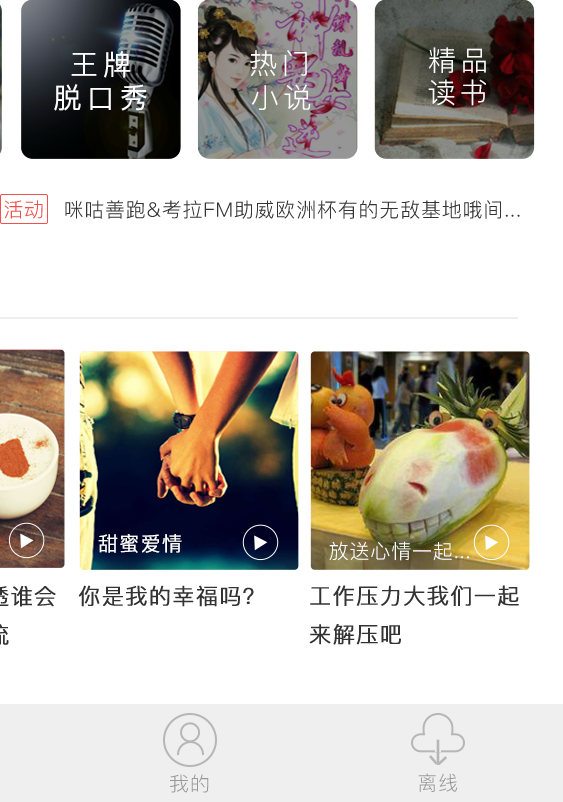 王牌
脱口秀
热门
小说
精品
读书
活动 咪咕善跑&考拉FM助威欧洲杯有的无敌基地哦间...
甜蜜爱情
放送心情一起...
透谁会
流
你是我的幸福吗?
工作压力大我们一起
来解压吧
我的
离线